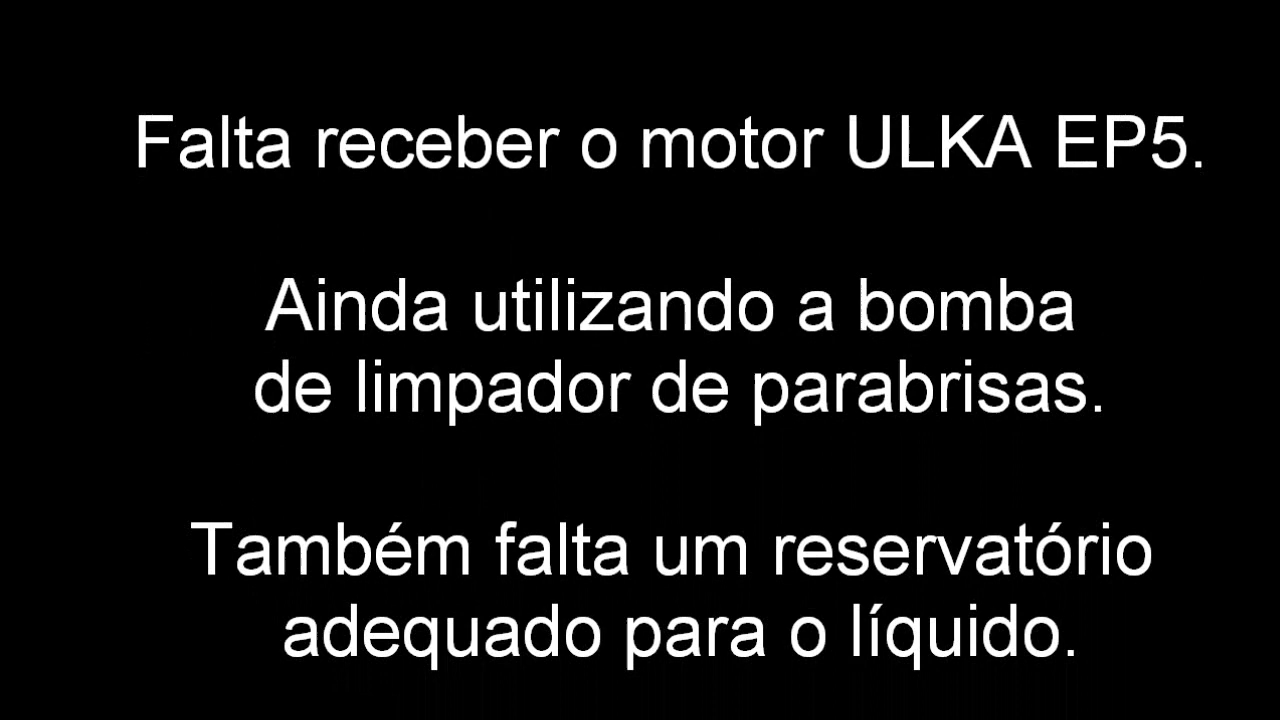 Falta receber o motor ULKA EP5.
Ainda utilizando a bomba
de limpador de parabrisas.
Também falta um reservatório
adequado para o líquido.